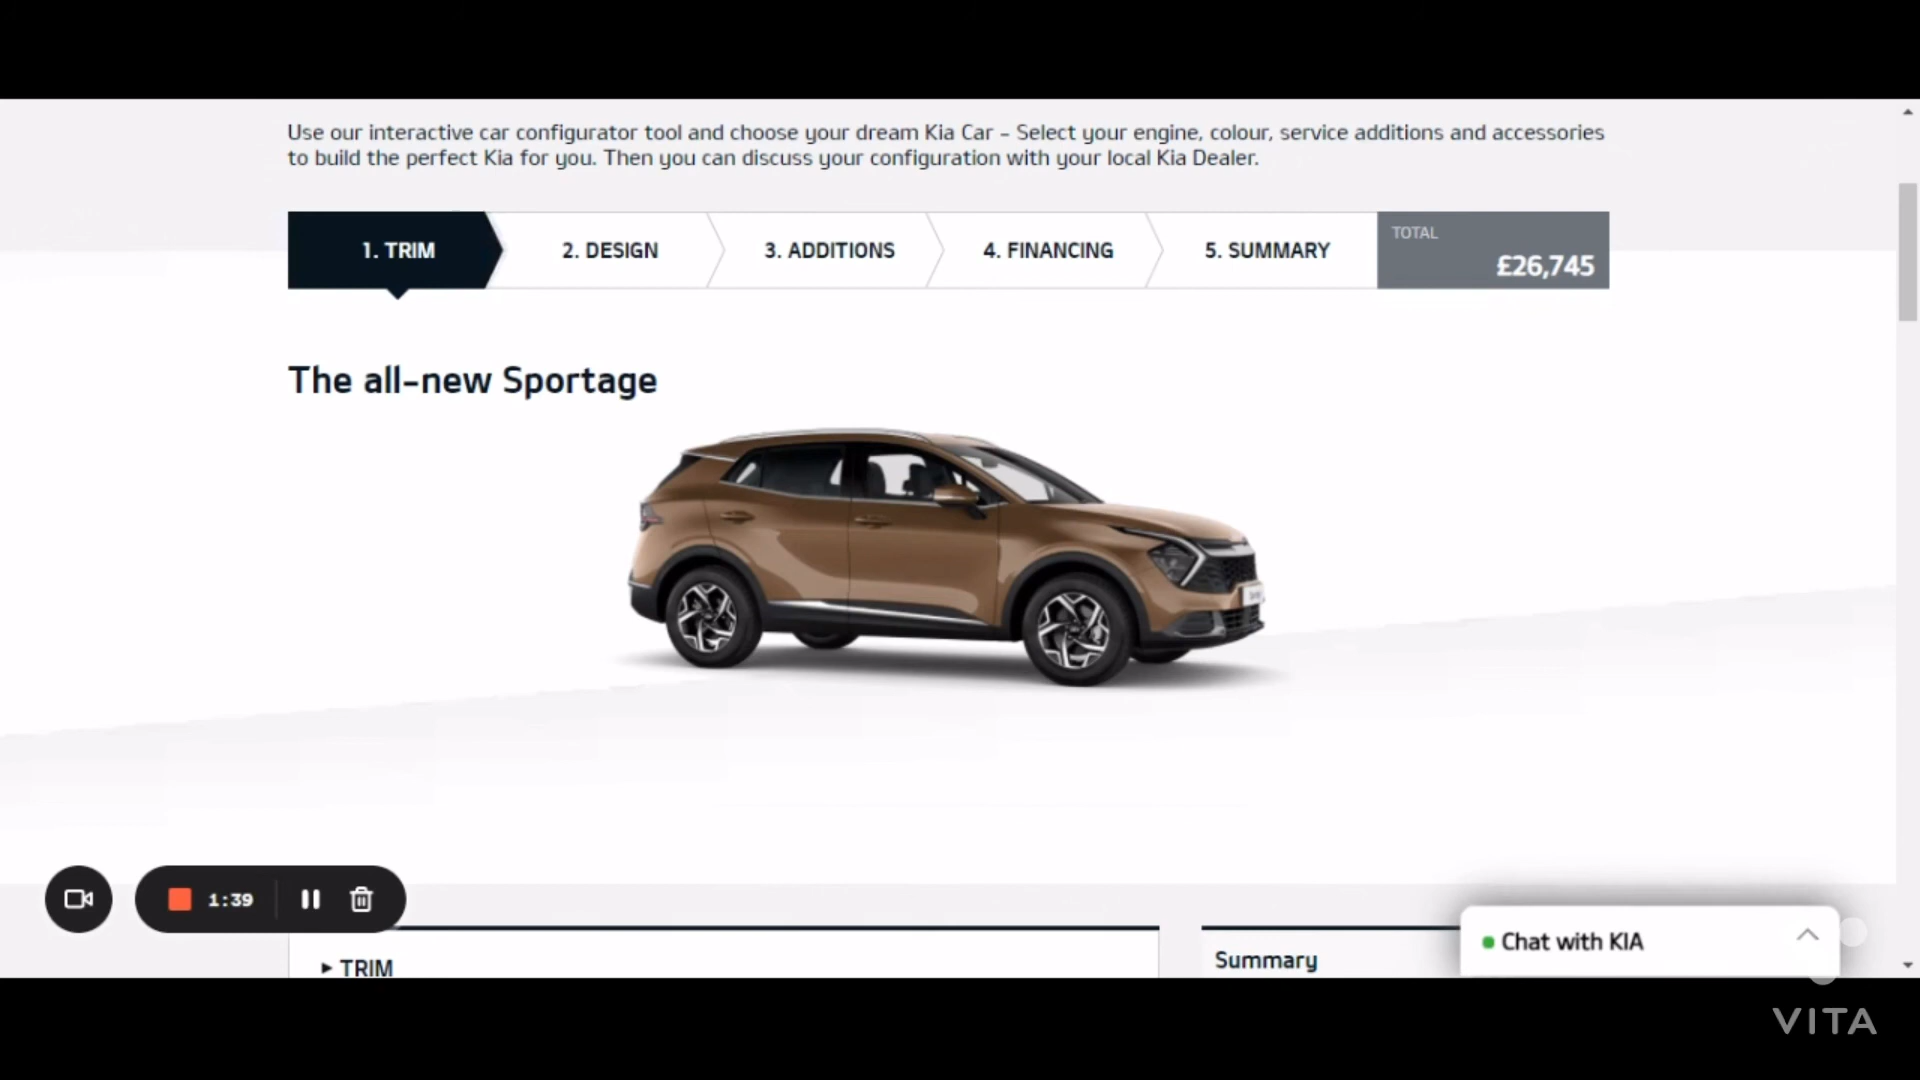 Use our interactive car configurator tool and choose your dream Kia Car - Select your engine, colour, service additions and accessories
to build the perfect Kia for you. Then you can discuss your configuration with your local Kia Dealer.
1. TRIM
2. DESIGN
3. ADDITIONS
4. FINANCING
5. SUMMARY
TOTAL
£26,745
The all-new Sportage
1:39
TRIM
Summary
Chat with KIA
VITA